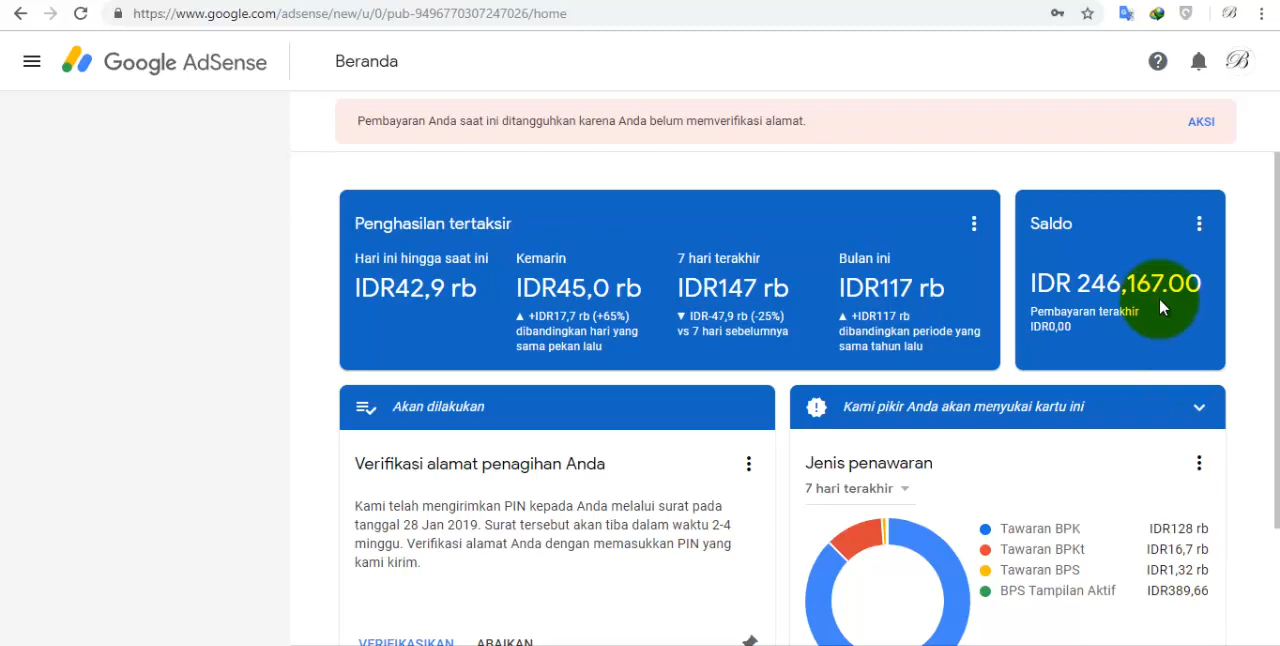 https://www.google.com/adsense/new/u/0/pub-9496770307247026/home
Google AdSense
Beranda
Pembayaran Anda saat ini ditangguhkan karena Anda belum memverifikasi alamat.
AKSI
Penghasilan tertaksir
Hari ini hingga saat ini
IDR42,9 rb
Kemarin
IDR45,0 rb
▲ +IDR17,7 rb (+65%)
dibandingkan hari yang
sama pekan lalu
7 hari terakhir
IDR147 rb
▼ IDR-47,9 rb (-25%)
vs 7 hari sebelumnya
Bulan ini
IDR117 rb
▲ +IDR117 rb
dibandingkan periode yang
sama tahun lalu
Saldo
IDR 246,167.00
Pembayaran terakhir
IDR0,00
Akan dilakukan
Verifikasi alamat penagihan Anda
Kami telah mengirimkan PIN kepada Anda melalui surat pada
tanggal 28 Jan 2019. Surat tersebut akan tiba dalam waktu 2-4
minggu. Verifikasi alamat Anda dengan memasukkan PIN yang
kami kirim.
VERIFIKASIKAN ABAIKAN
Kami pikir Anda akan menyukai kartu ini
Jenis penawaran
7 hari terakhir
Tawaran BPK IDR128 rb
Tawaran BPKt IDR16,7 rb
Tawaran BPS IDR1,32 rb
BPS Tampilan Aktif IDR389,66